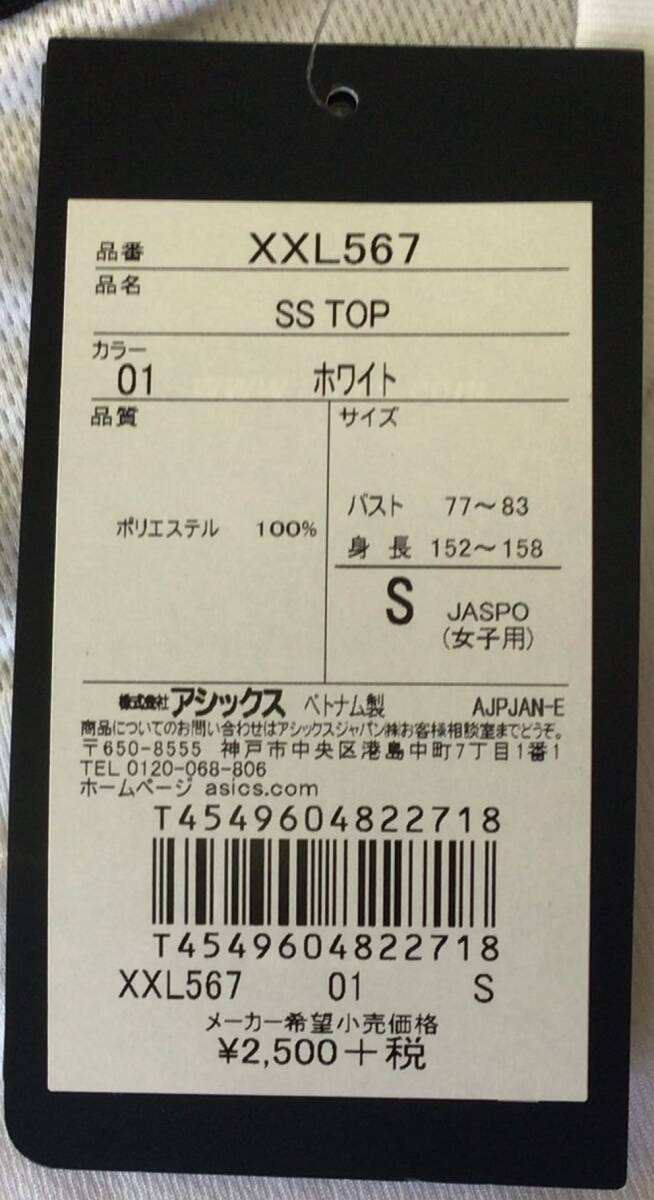 品番 XXL567
品名
SS TOP
カラー
01 ホワイト
品質
ポリエステル 100%
サイズ
バスト 77～83
身長 152～158
S JASPO
(女子用)
株式会社アシックス ベトナム製 AJPJAN-E
商品についてのお問い合わせはアシックスジャパン㈱お客様相談室までどうぞ。
〒650-8555 神戸市中央区港島中町7丁目1番1
TEL 0120-068-806
ホームページ asics.com
T4549604822718
T4549604822718
XXL567 01 S
メーカー希望小売価格
¥2,500+税